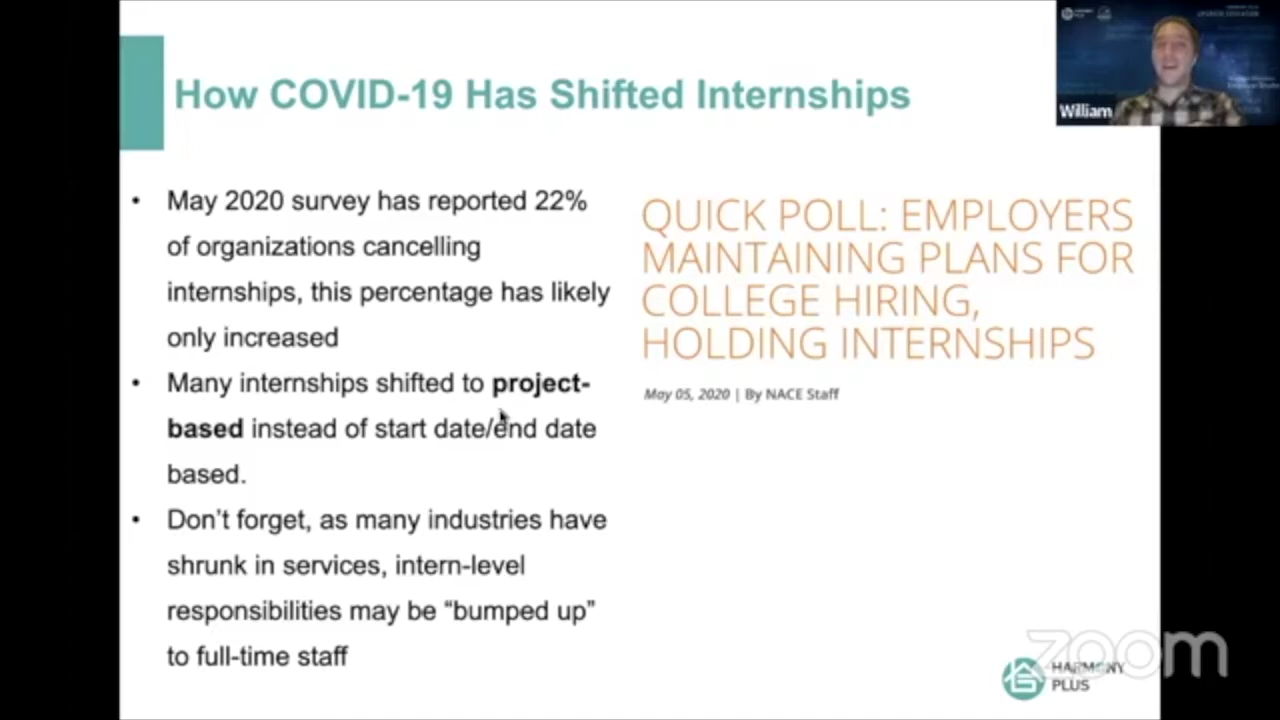 How COVID-19 Has Shifted Internships
William
• May 2020 survey has reported 22%
of organizations cancelling
internships, this percentage has likely
only increased
• Many internships shifted to project-
based instead of start date/end date
based.
• Don’t forget, as many industries have
shrunk in services, intern-level
responsibilities may be “bumped up”
to full-time staff
QUICK POLL: EMPLOYERS
MAINTAINING PLANS FOR
COLLEGE HIRING,
HOLDING INTERNSHIPS
May 05, 2020 | By NACE Staff
zoom
HARMONY
PLUS